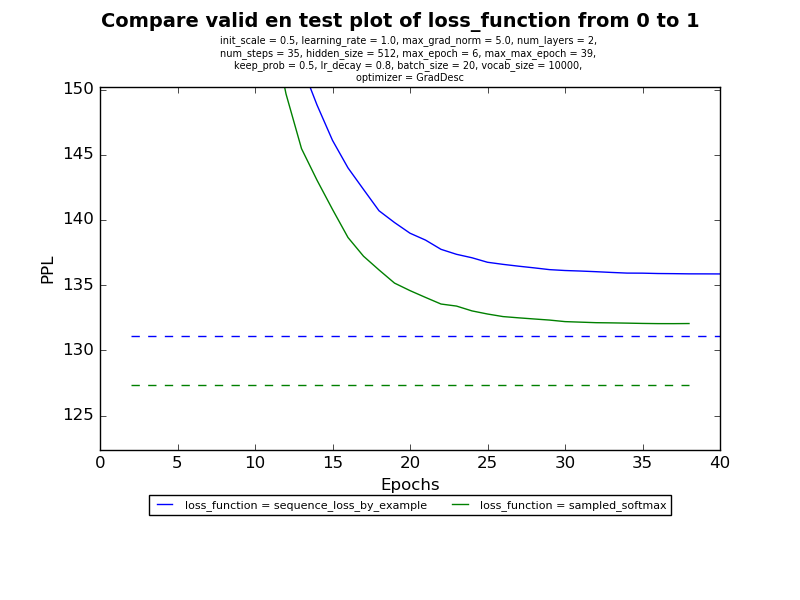 Compare valid en test plot of loss_function from 0 to 1
init_scale = 0.5, learning_rate = 1.0, max_grad_norm = 5.0, num_layers = 2,
num_steps = 35, hidden_size = 512, max_epoch = 6, max_max_epoch = 39,
keep_prob = 0.5, lr_decay = 0.8, batch_size = 20, vocab_size = 10000,
optimizer = GradDesc
150
145
140
135
130
125
PPL
0 5 10 15 20 25 30 35 40
Epochs
loss_function = sequence_loss_by_example loss_function = sampled_softmax